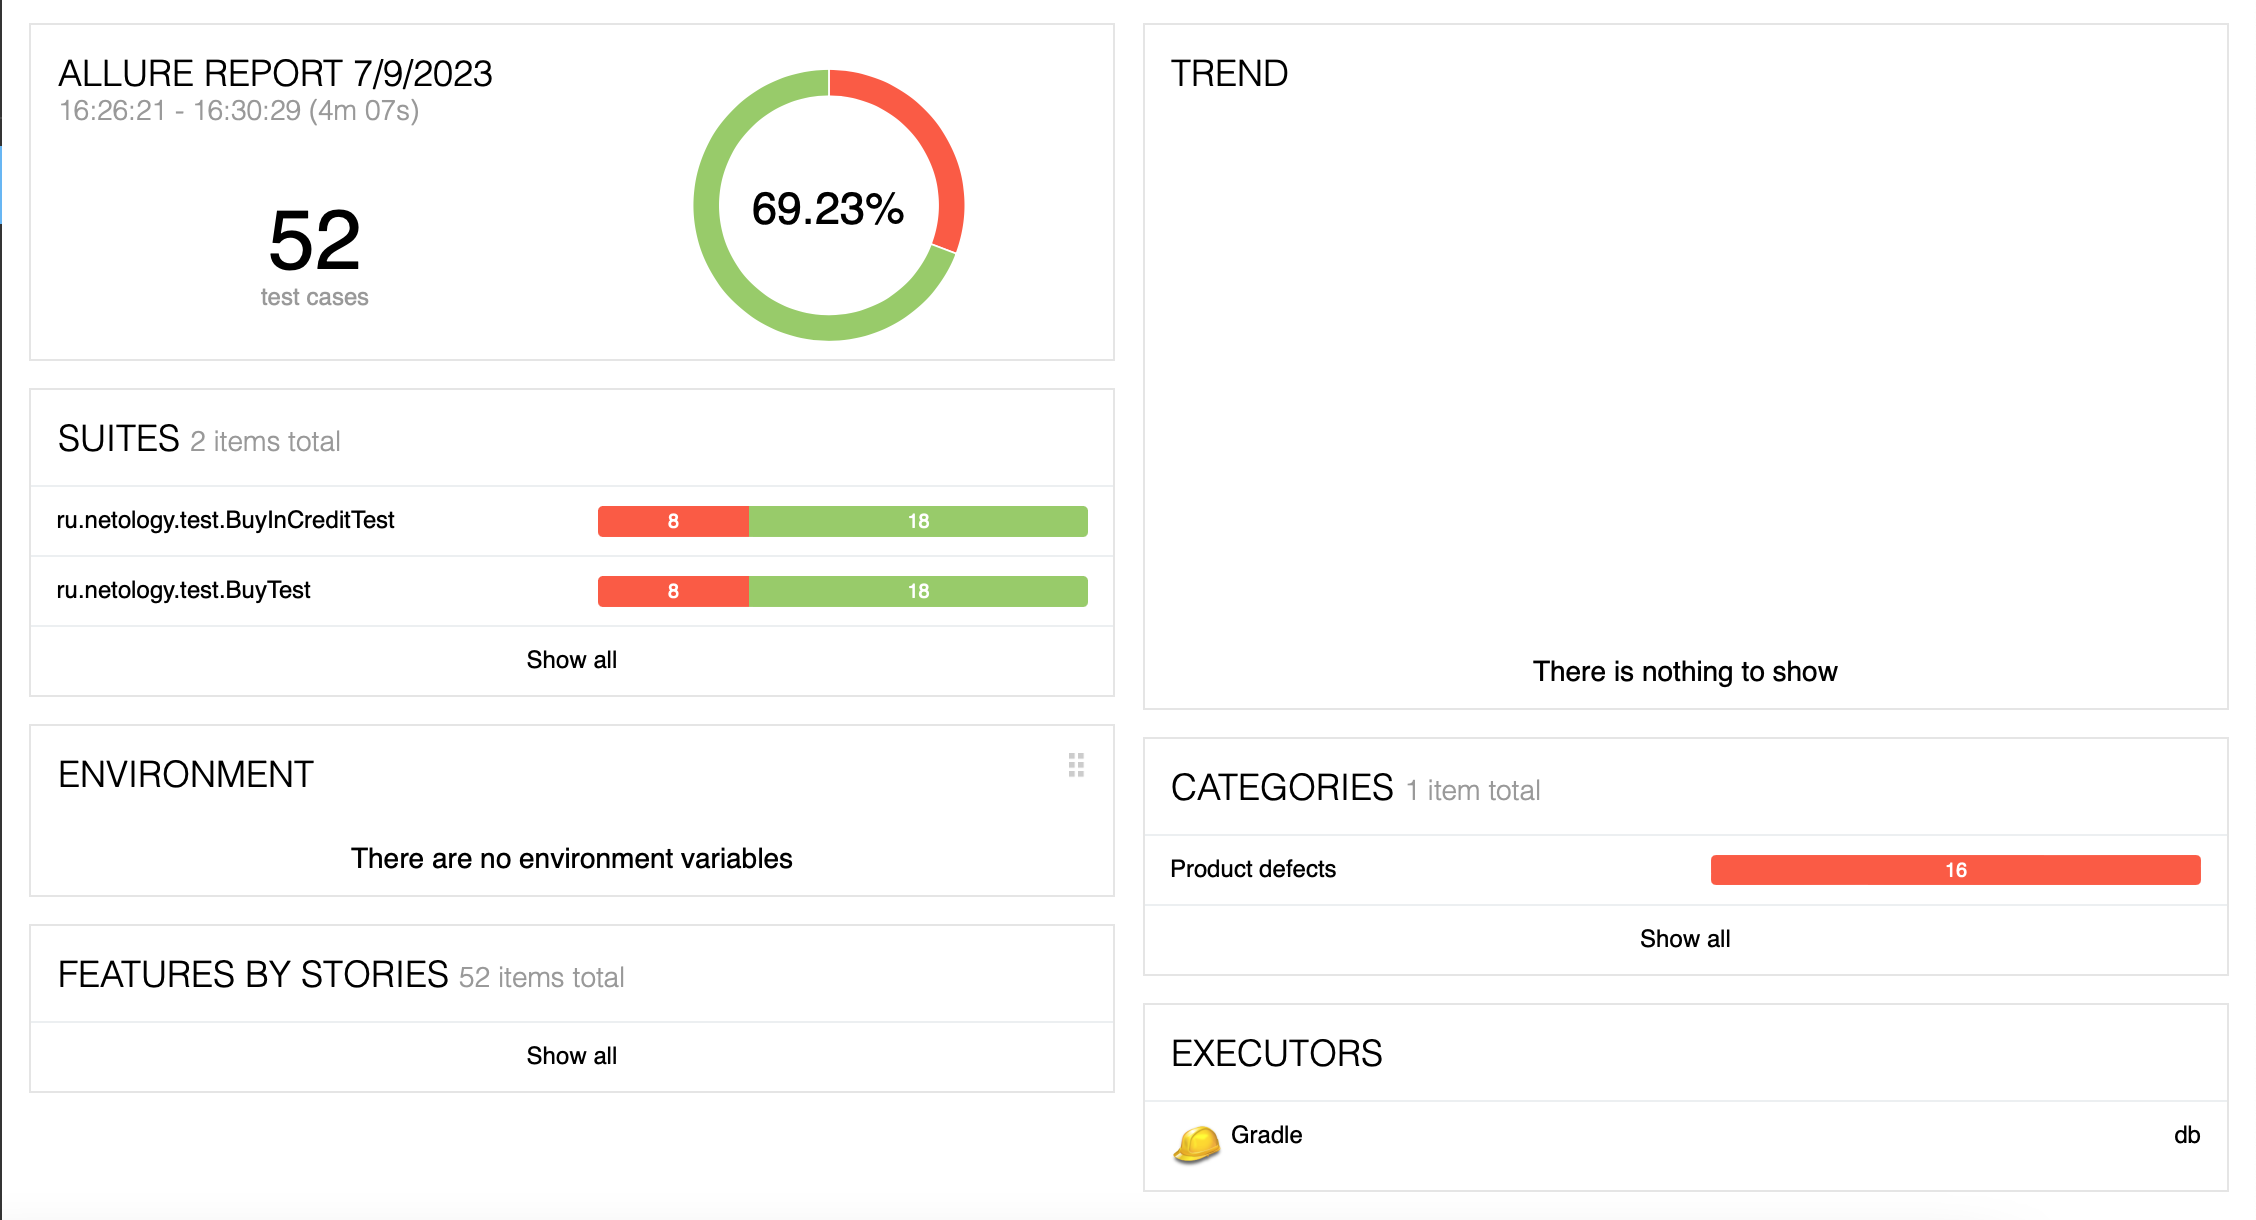 ALLURE REPORT 7/9/2023
16:26:21 - 16:30:29 (4m 07s)
52
test cases
69.23%
SUITES 2 items total
ru.netology.test.BuyInCreditTest 8 18
ru.netology.test.BuyTest 8 18
Show all
ENVIRONMENT
There are no environment variables
FEATURES BY STORIES 52 items total
Show all
TREND
There is nothing to show
CATEGORIES 1 item total
Product defects 16
Show all
EXECUTORS
Gradle db